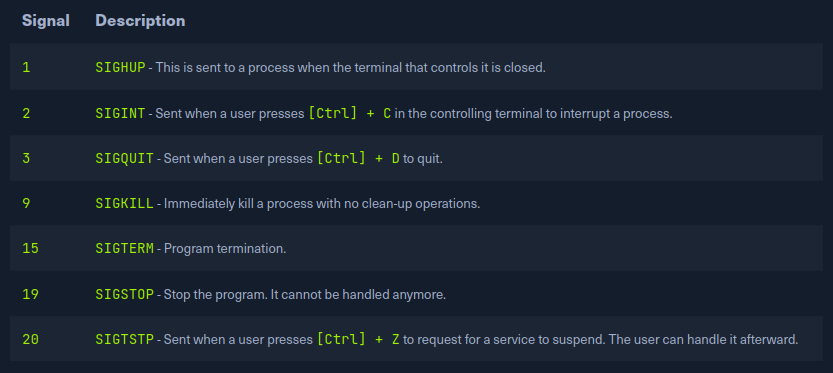 Signal Description
1 SIGHUP - This is sent to a process when the terminal that controls it is closed.
2 SIGINT - Sent when a user presses [Ctrl] + C in the controlling terminal to interrupt a process.
3 SIGQUIT - Sent when a user presses [Ctrl] + D to quit.
9 SIGKILL - Immediately kill a process with no clean-up operations.
15 SIGTERM - Program termination.
19 SIGSTOP - Stop the program. It cannot be handled anymore.
20 SIGTSTP - Sent when a user presses [Ctrl] + Z to request for a service to suspend. The user can handle it afterward.